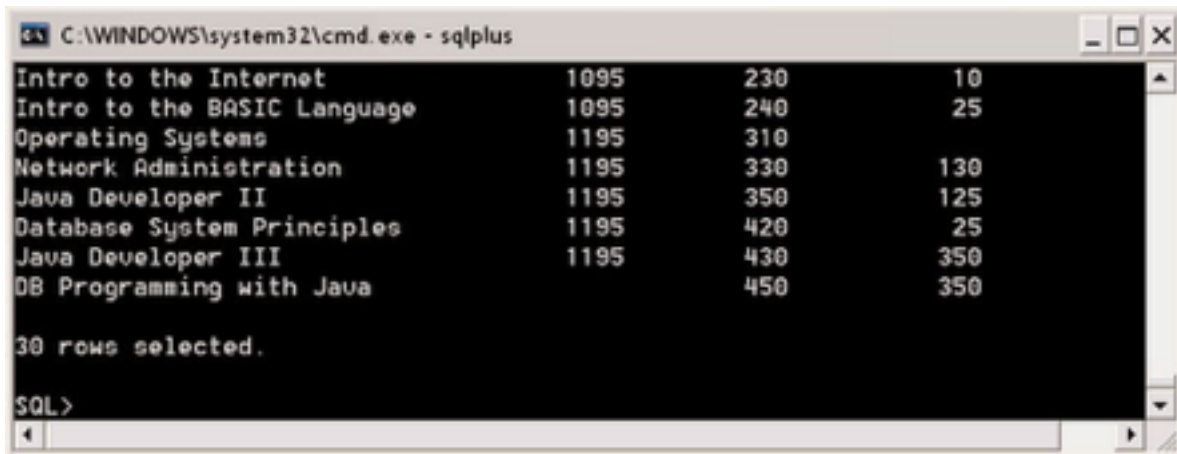 C:\WINDOWS\system32\cmd.exe - sqlplus
Intro to the Internet 1095 230 10
Intro to the BASIC Language 1095 240 25
Operating Systems 1195 310
Network Administration 1195 330 130
Java Developer II 1195 350 125
Database System Principles 1195 420 25
Java Developer III 1195 430 350
DB Programming with Java 450 350
30 rows selected.
SQL>